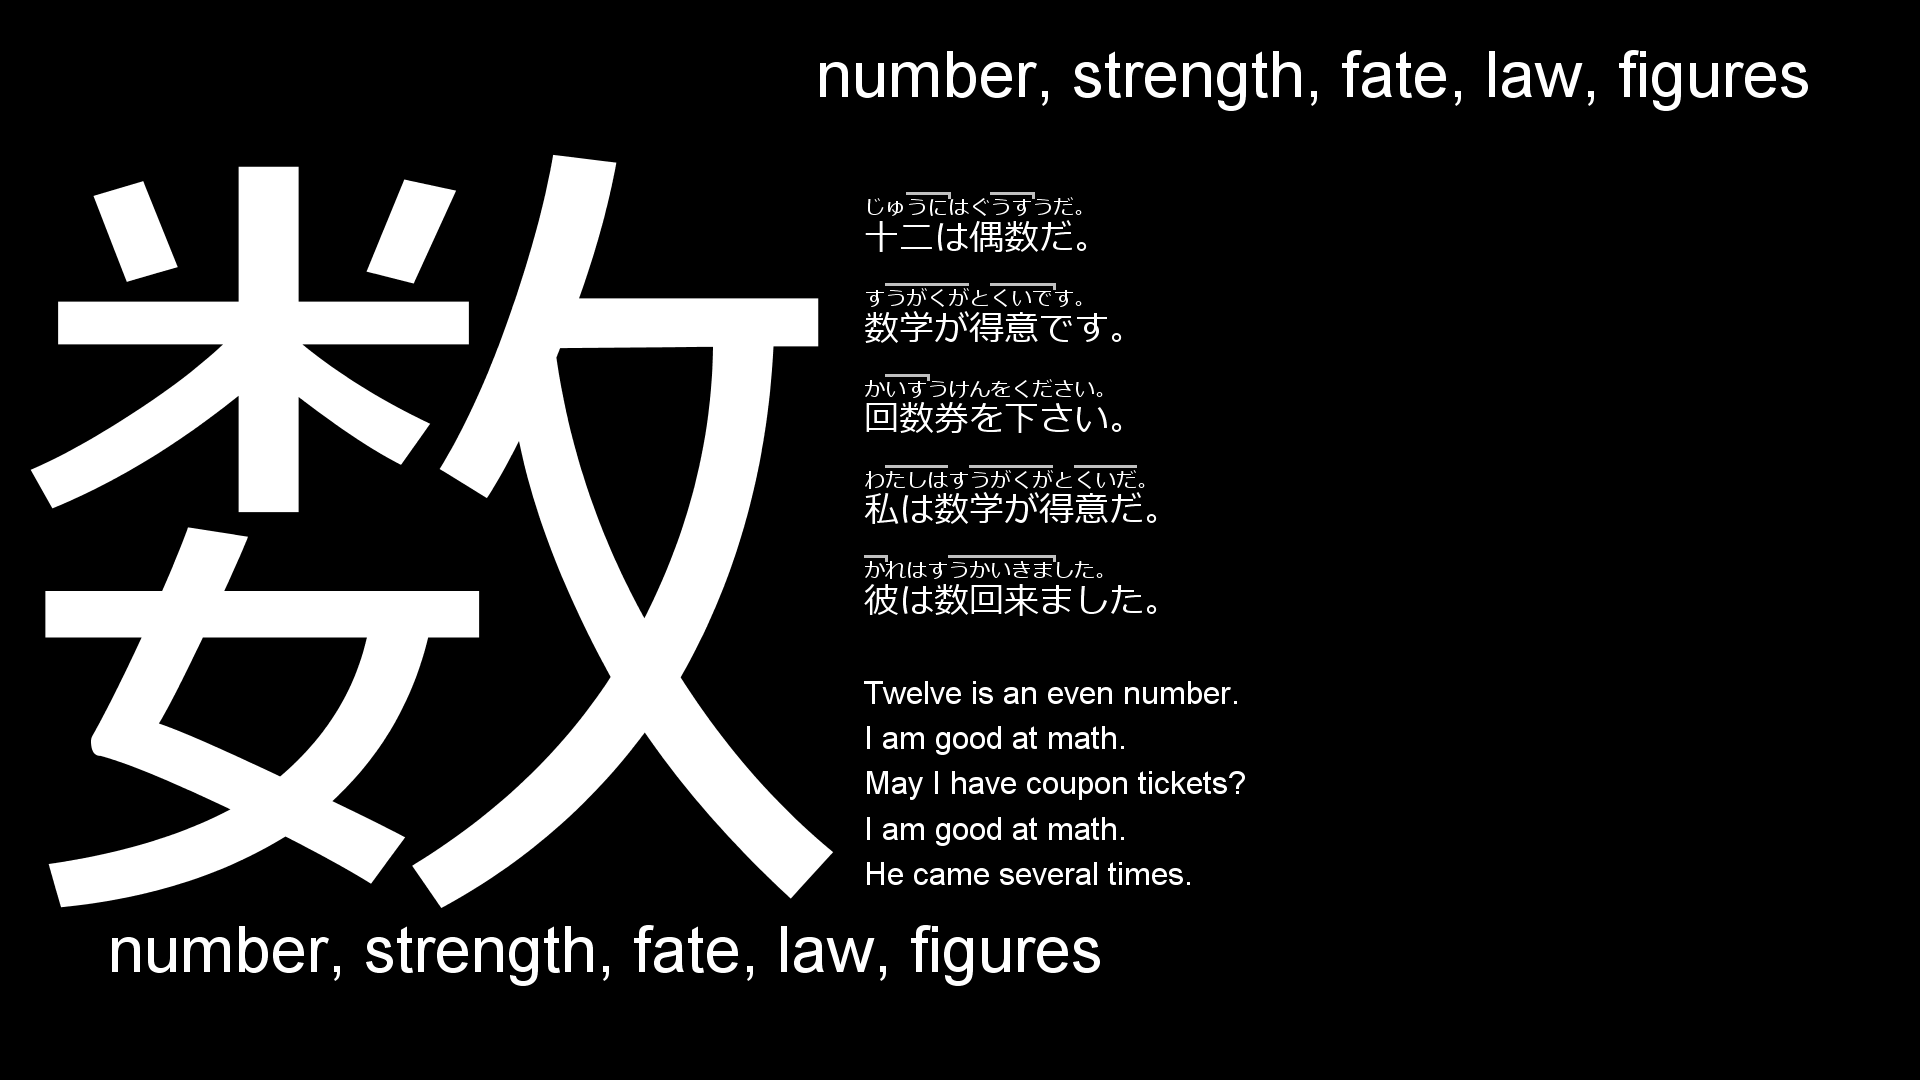 number, strength, fate, law, figures
数
じゅうにはぐうすうだ。
十二は偶数だ。
すうがくがとくいです。
数学が得意です。
かいすうけんをください。
回数券を下さい。
わたしはすうがくがとくいだ。
私は数学が得意だ。
かれはすうかいきました。
彼は数回来ました。
Twelve is an even number.
I am good at math.
May I have coupon tickets?
I am good at math.
He came several times.
number, strength, fate, law, figures